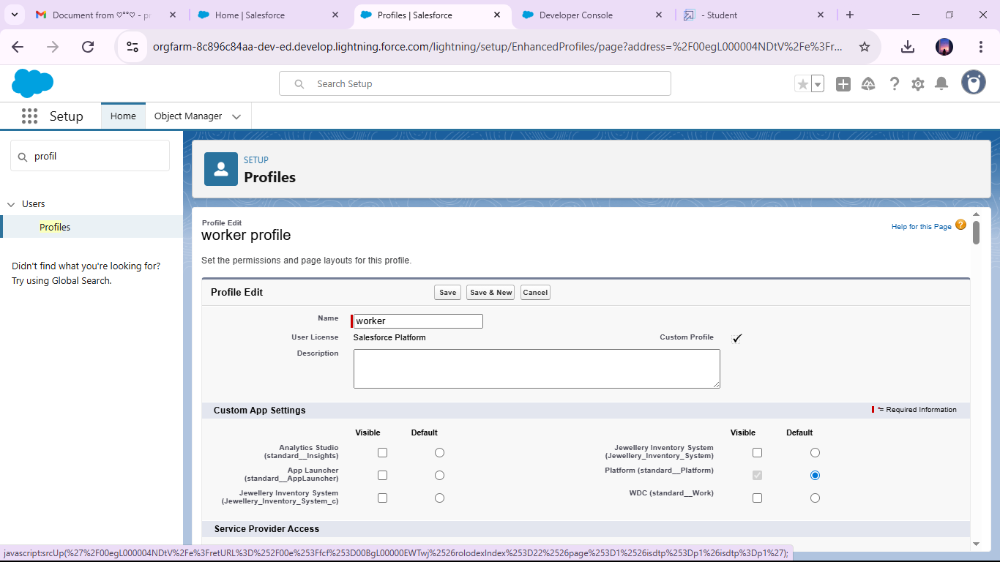 Document from ♡°°♡ - pr
Home | Salesforce
Profiles | Salesforce
Developer Console
- Student
orgfarm-8c896c84aa-dev-ed.develop.lightning.force.com/lightning/setup/EnhancedProfiles/page?address=%2F00egL000004NDtV%2Fe%3Fr...
Search Setup
Setup
Home
Object Manager
profil
Users
Profiles
Didn't find what you're looking for?
Try using Global Search.
SETUP
Profiles
Profile Edit
worker profile
Help for this Page
Set the permissions and page layouts for this profile.
Profile Edit
Save
Save & New
Cancel
Name
worker
User License
Salesforce Platform
Custom Profile
Description
Custom App Settings
= Required Information
Visible
Default
Visible
Default
Analytics Studio
(standard__Insights)
Jewellery Inventory System
(Jewellery_Inventory_System)
App Launcher
(standard__AppLauncher)
Platform (standard__Platform)
Jewellery Inventory System
(Jewellery_Inventory_System_c)
WDC (standard__Work)
Service Provider Access
javascript:srcUp(%27%2F00egL000004NDtV%2Fe%3FretURL%3D%252F00e%253Ffcf%253D00BgL00000EWTwj%2526rolodexIndex%253D22%2526page%253D1%2526isdtp%253Dp1%26isdtp%3Dp1%27);